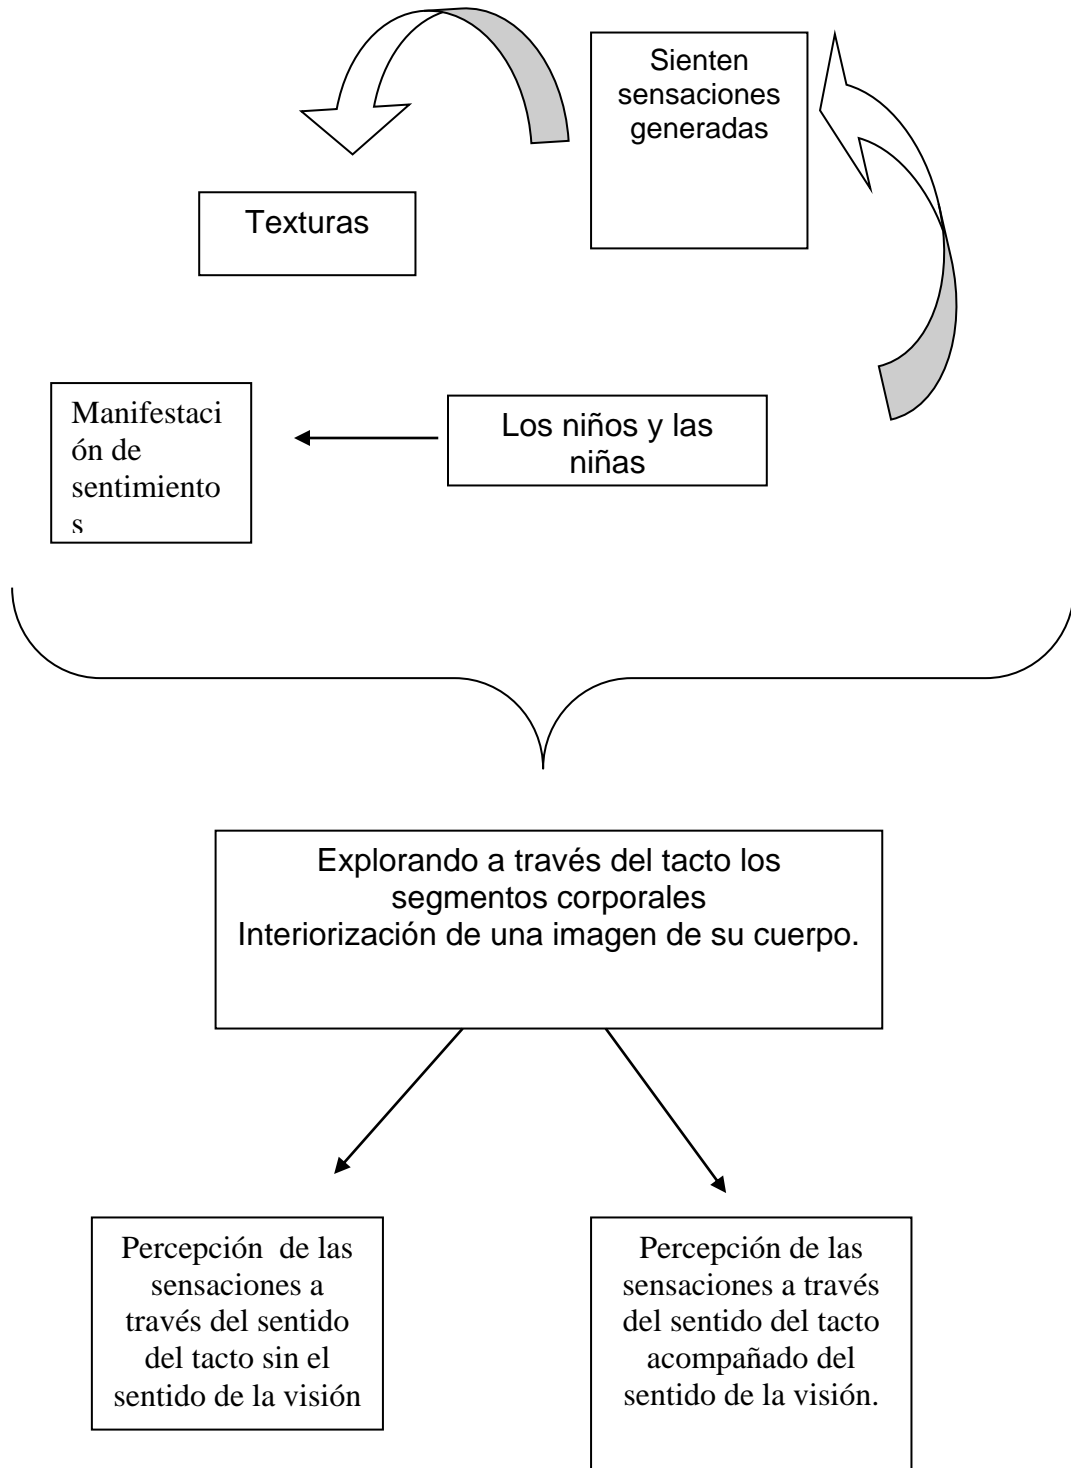 Sienten
sensaciones
generadas
Texturas
Manifestaci
ón de
sentimiento
s
Los niños y las
niñas
Explorando a través del tacto los
segmentos corporales
Interiorización de una imagen de su cuerpo.
Percepción de las
sensaciones a
través del sentido
del tacto sin el
sentido de la visión
Percepción de las
sensaciones a través
del sentido del tacto
acompañado del
sentido de la visión.